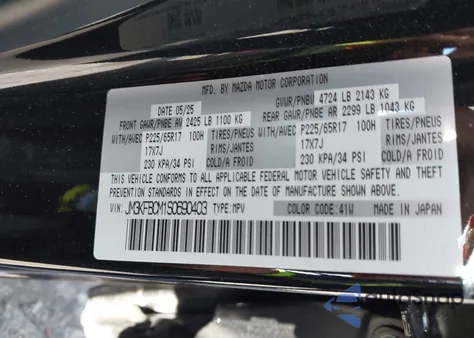 MFD. BY MAZDA MOTOR CORPORATION
DATE 05/25
GVWR/PNBV 4724 LB 2143 KG
FRONT GAWR/PNBE AV 2425 LB 1100 KG
REAR GAWR/PNBE AR 2299 LB 1043 KG
WITH/AVEC P225/65R17 100H TIRES/PNEUS
WITH/AVEC P225/65R17 100H TIRES/PNEUS
17X7J RIMS/JANTES
17X7J RIMS/JANTES
230 KPA/34 PSI COLD/À FROID
230 KPA/34 PSI
THIS VEHICLE CONFORMS TO ALL APPLICABLE FEDERAL MOTOR VEHICLE SAFETY AND THEFT
PREVENTION STANDARDS IN EFFECT ON THE DATE OF MANUFACTURE SHOWN ABOVE.
VIN: JM3KFBCM1S0690403 TYPE: MPV COLOR CODE: 41W MADE IN JAPAN